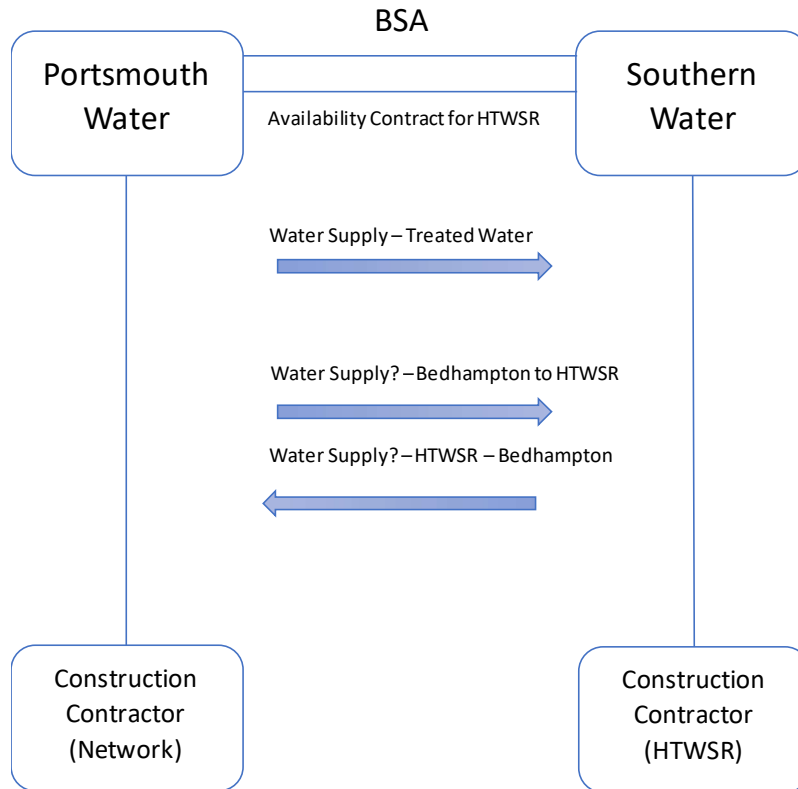 BSA
Portsmouth
Water
Southern
Water
Availability Contract for HTWSR
Water Supply – Treated Water
Water Supply? – Bedhampton to HTWSR
Water Supply? – HTWSR – Bedhampton
Construction
Contractor
(Network)
Construction
Contractor
(HTWSR)